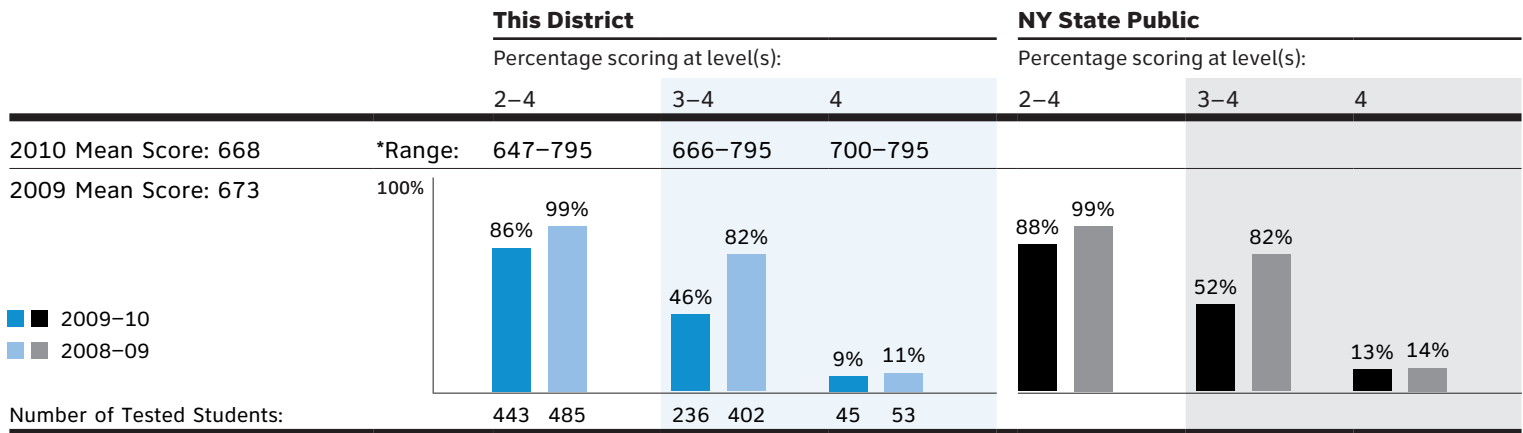 This District NY State Public
Percentage scoring at level(s): Percentage scoring at level(s):
2–4 3–4 4 2–4 3–4 4
2010 Mean Score: 668 *Range: 647–795 666–795 700–795
2009 Mean Score: 673 100%
86% 99% 46% 82% 9% 11% 88% 99% 52% 82% 13% 14%
2009–10
2008–09
Number of Tested Students: 443 485 236 402 45 53